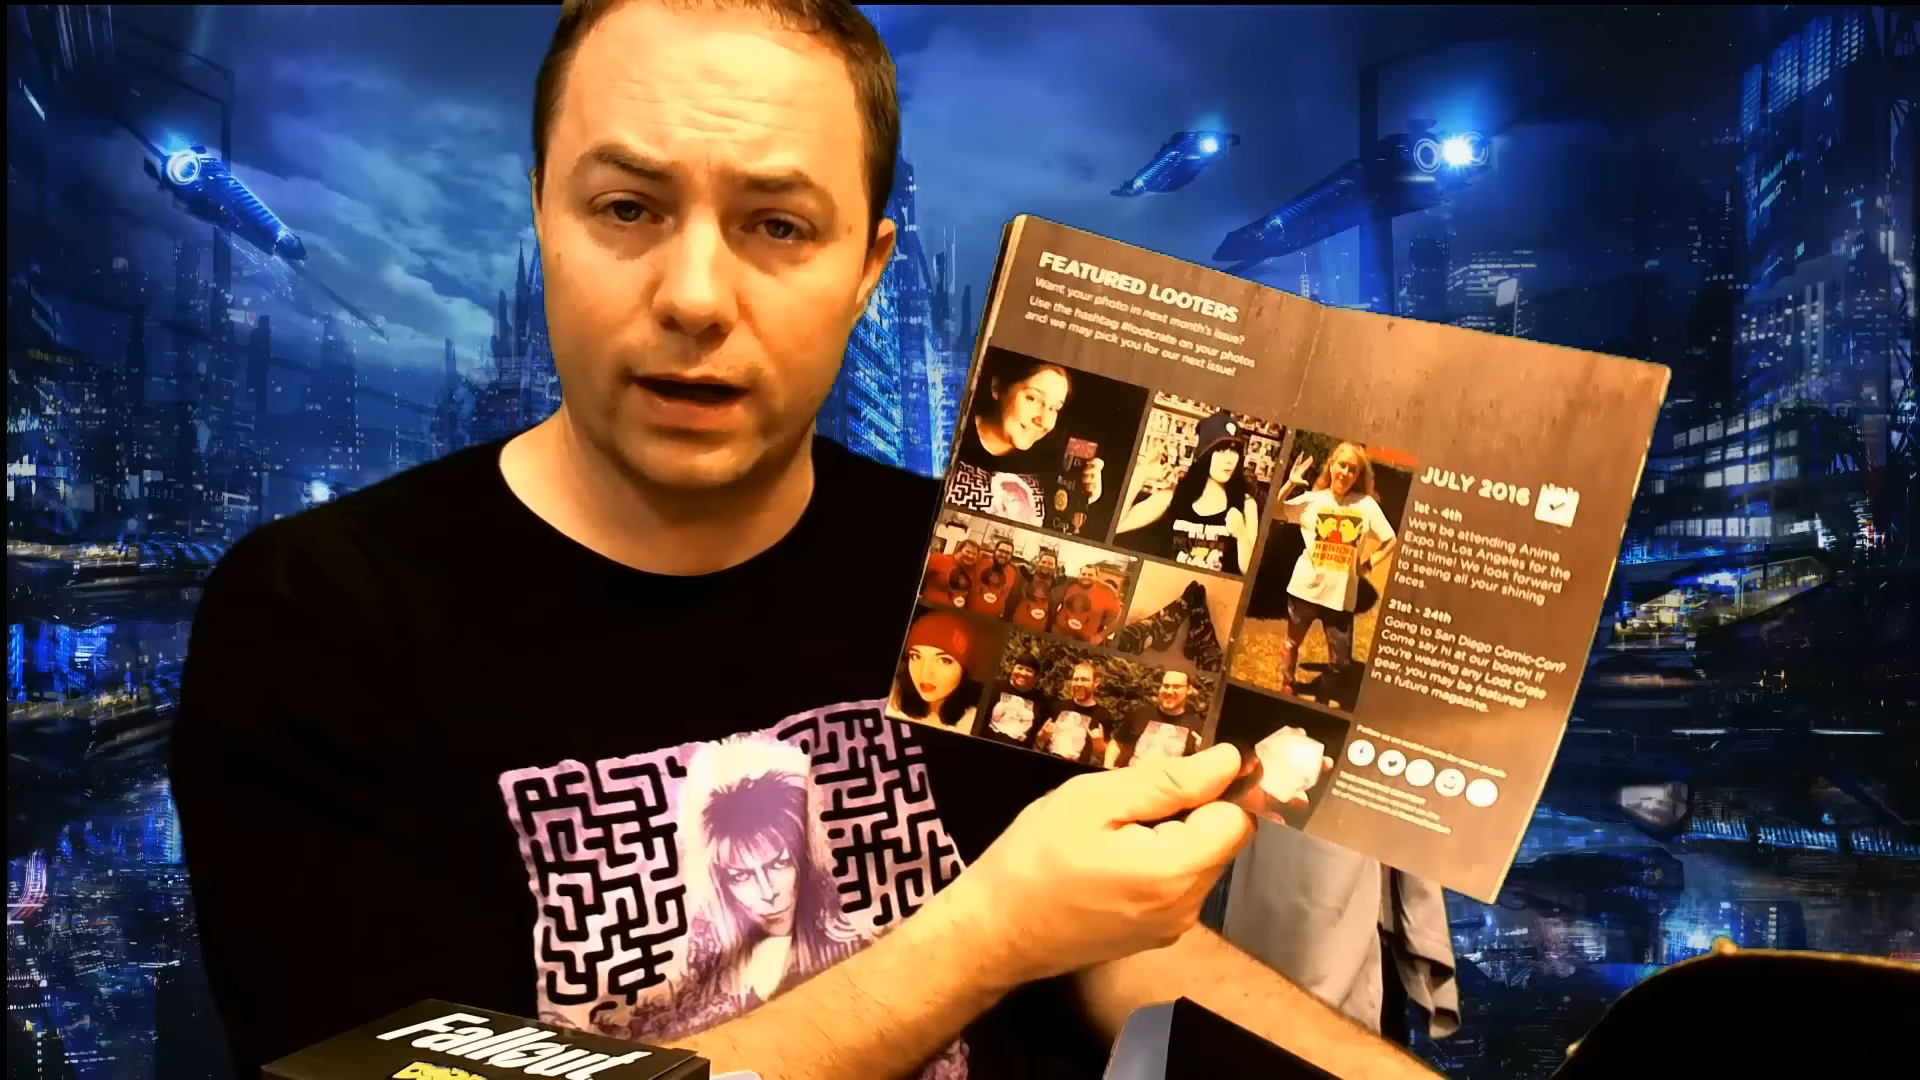 FEATURED LOOTERS
Want your photo in next month's issue?
Use the hashtag #lootcrate on your photos
and we may pick you for our next issue!
JULY 2016
1st - 4th
We'll be attending Anime
Expo in Los Angeles for the
first time! We look forward
to seeing all your shining
faces.
21st - 24th
Going to San Diego Comic-Con?
Come say hi at our booth! If
you're wearing any Loot Crate
gear, you may be featured
in a future magazine.
Fallout